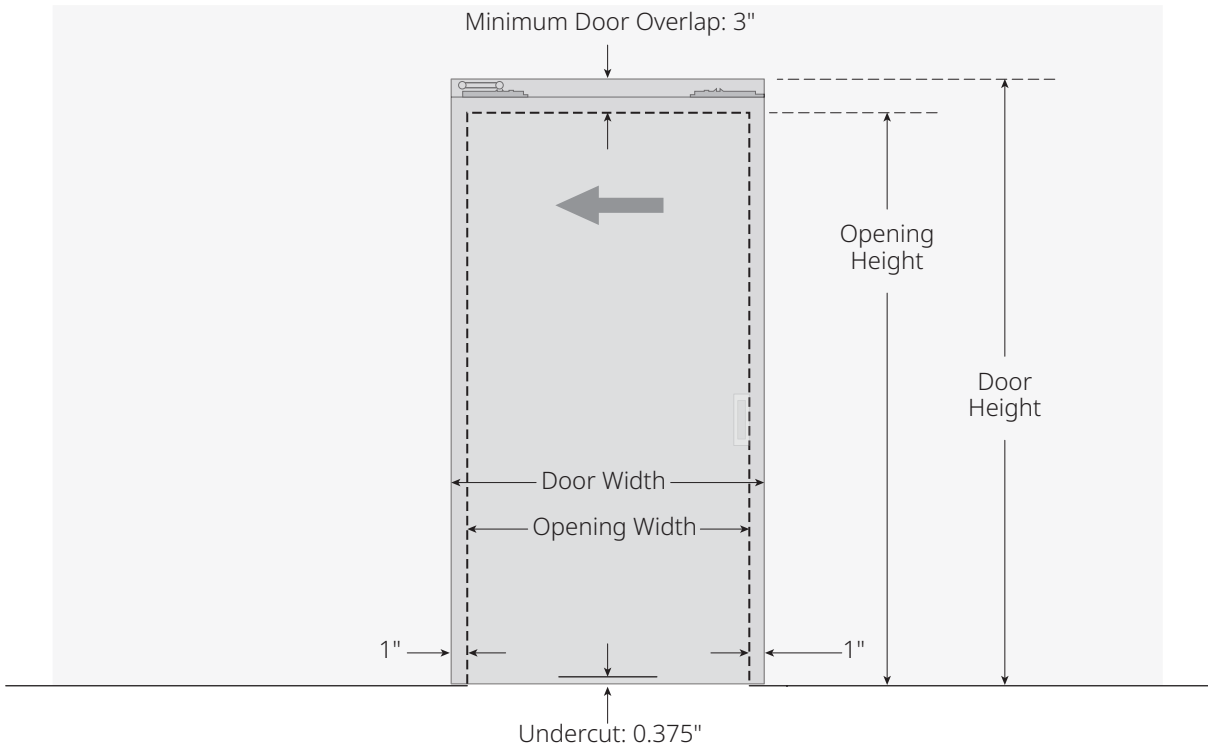 Minimum Door Overlap: 3"
Opening
Height
Door
Height
Door Width
Opening Width
1"
1"
Undercut: 0.375"